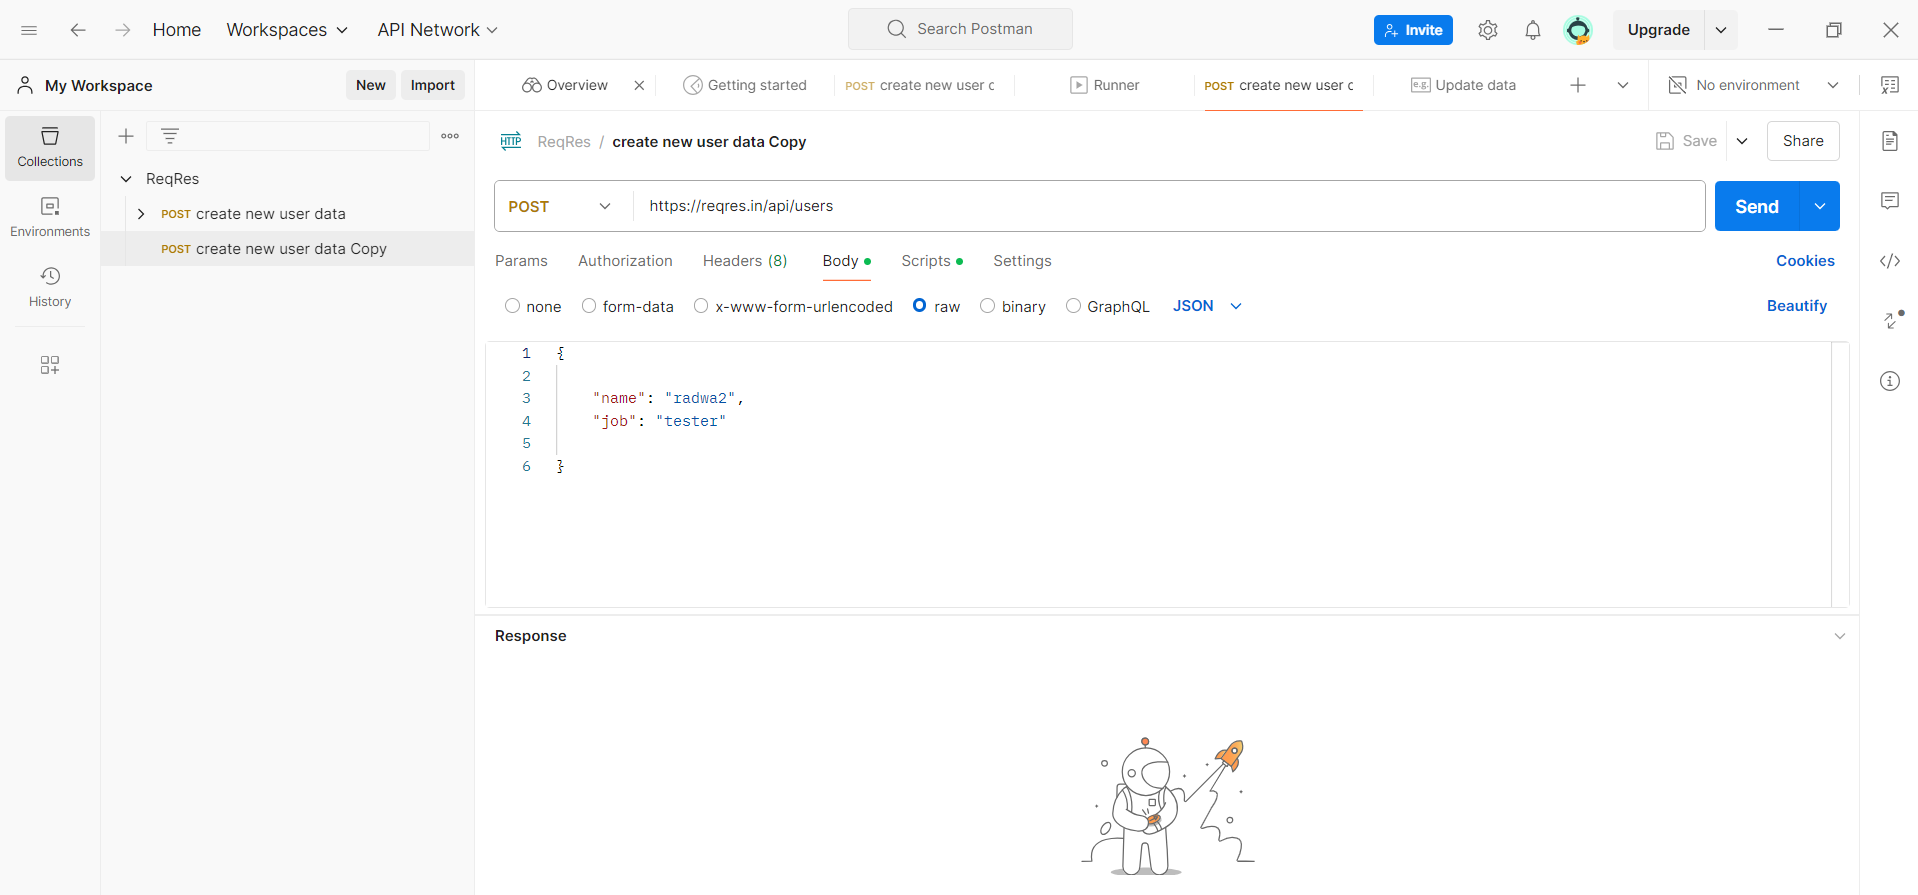 Home Workspaces API Network Search Postman Invite Upgrade
My Workspace New Import Overview Getting started POST create new user c Runner POST create new user c e.g. Update data No environment
Collections
Environments
History
ReqRes
POST create new user data
POST create new user data Copy
HTTP ReqRes / create new user data Copy Save Share
POST https://reqres.in/api/users Send
Params Authorization Headers (8) Body Scripts Settings Cookies
none form-data x-www-form-urlencoded raw binary GraphQL JSON Beautify
1 {
2
3 "name": "radwa2",
4 "job": "tester"
5
6 }
Response